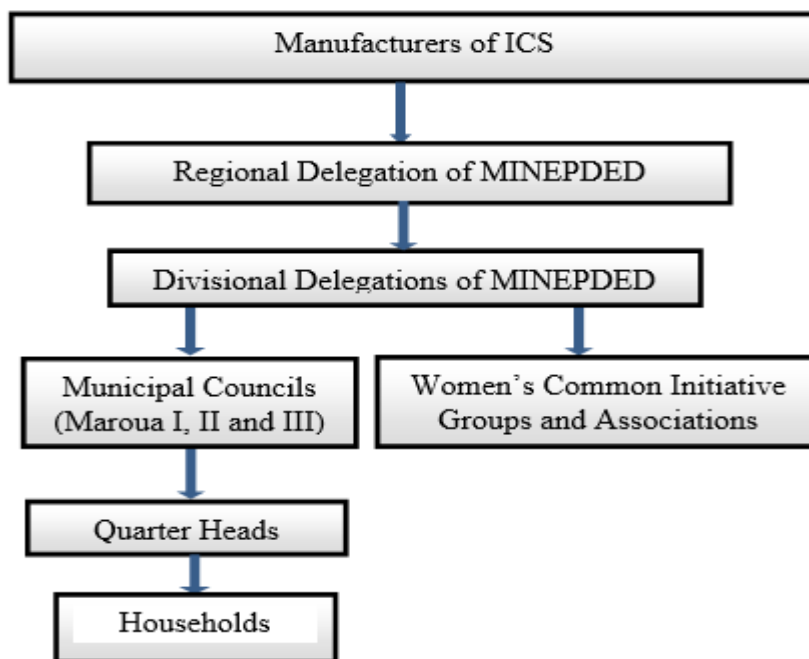 Manufacturers of ICS
Regional Delegation of MINEPDED
Divisional Delegations of MINEPDED
Municipal Councils
(Maroua I, II and III)
Women’s Common Initiative
Groups and Associations
Quarter Heads
Households